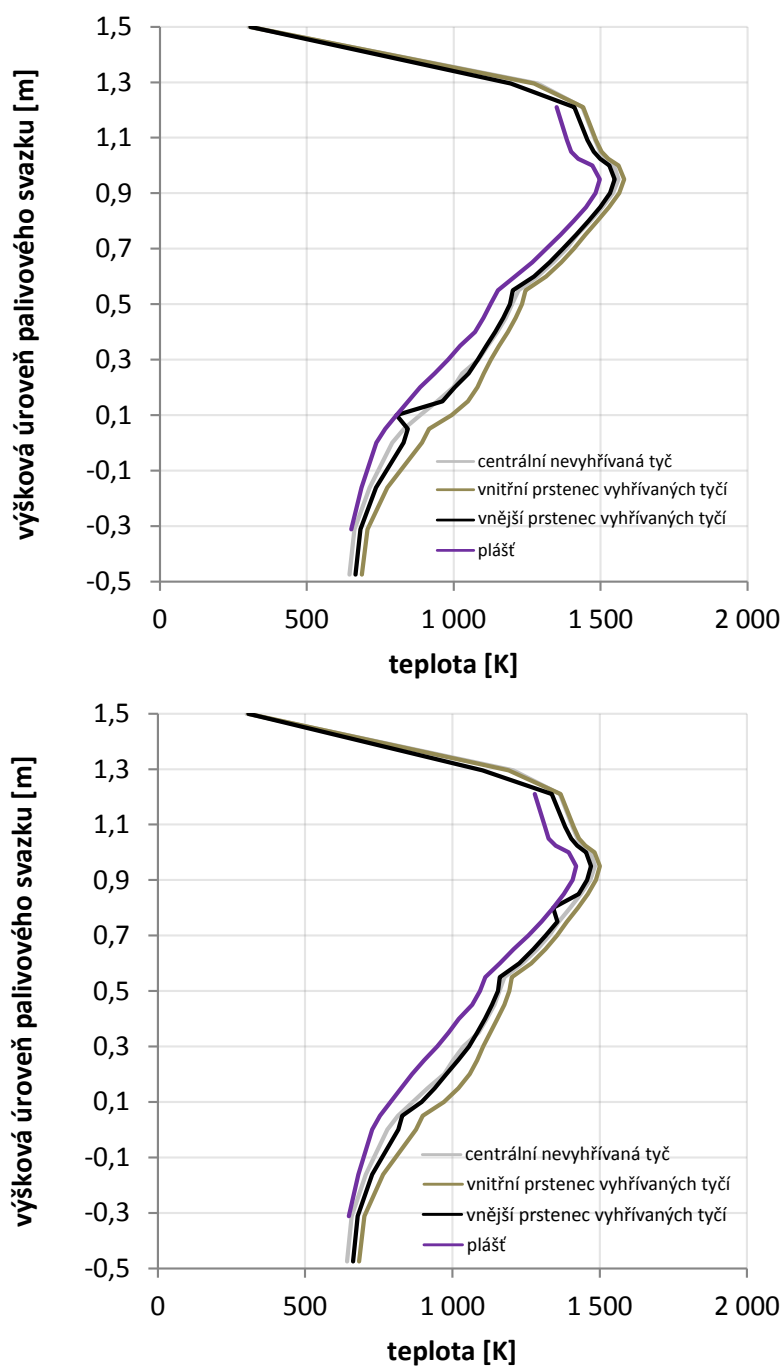 1,5
1,3
1,1
0,9
0,7
0,5
0,3
0,1
-0,1
-0,3
-0,5
výšková úroveň palivového svazku [m]
centrální nevyhřívaná tyč
vnitřní prstenec vyhřívaných tyčí
vnější prstenec vyhřívaných tyčí
plášť
0 500 1 000 1 500 2 000
teplota [K]
1,5
1,3
1,1
0,9
0,7
0,5
0,3
0,1
-0,1
-0,3
-0,5
výšková úroveň palivového svazku [m]
centrální nevyhřívaná tyč
vnitřní prstenec vyhřívaných tyčí
vnější prstenec vyhřívaných tyčí
plášť
0 500 1 000 1 500 2 000
teplota [K]